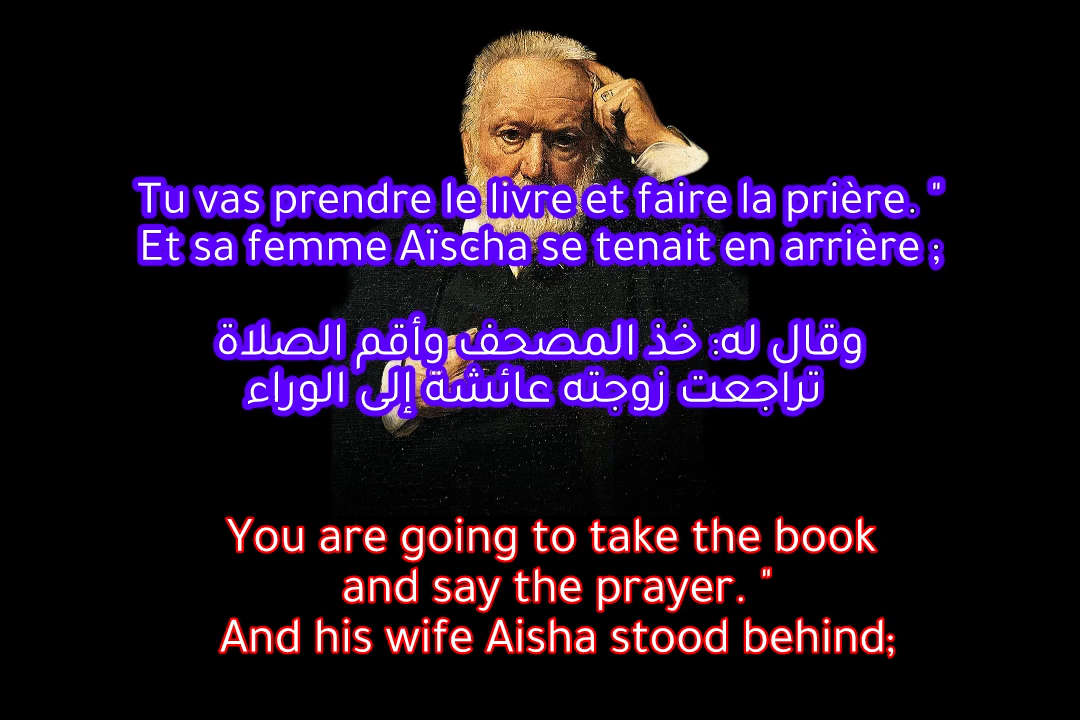 Tu vas prendre le livre et faire la prière. "
Et sa femme Aïscha se tenait en arrière ;
وقال له: خذ المصحف وأقم الصلاة
تراجعت زوجته عائشة إلى الوراء
You are going to take the book
and say the prayer. "
And his wife Aisha stood behind;